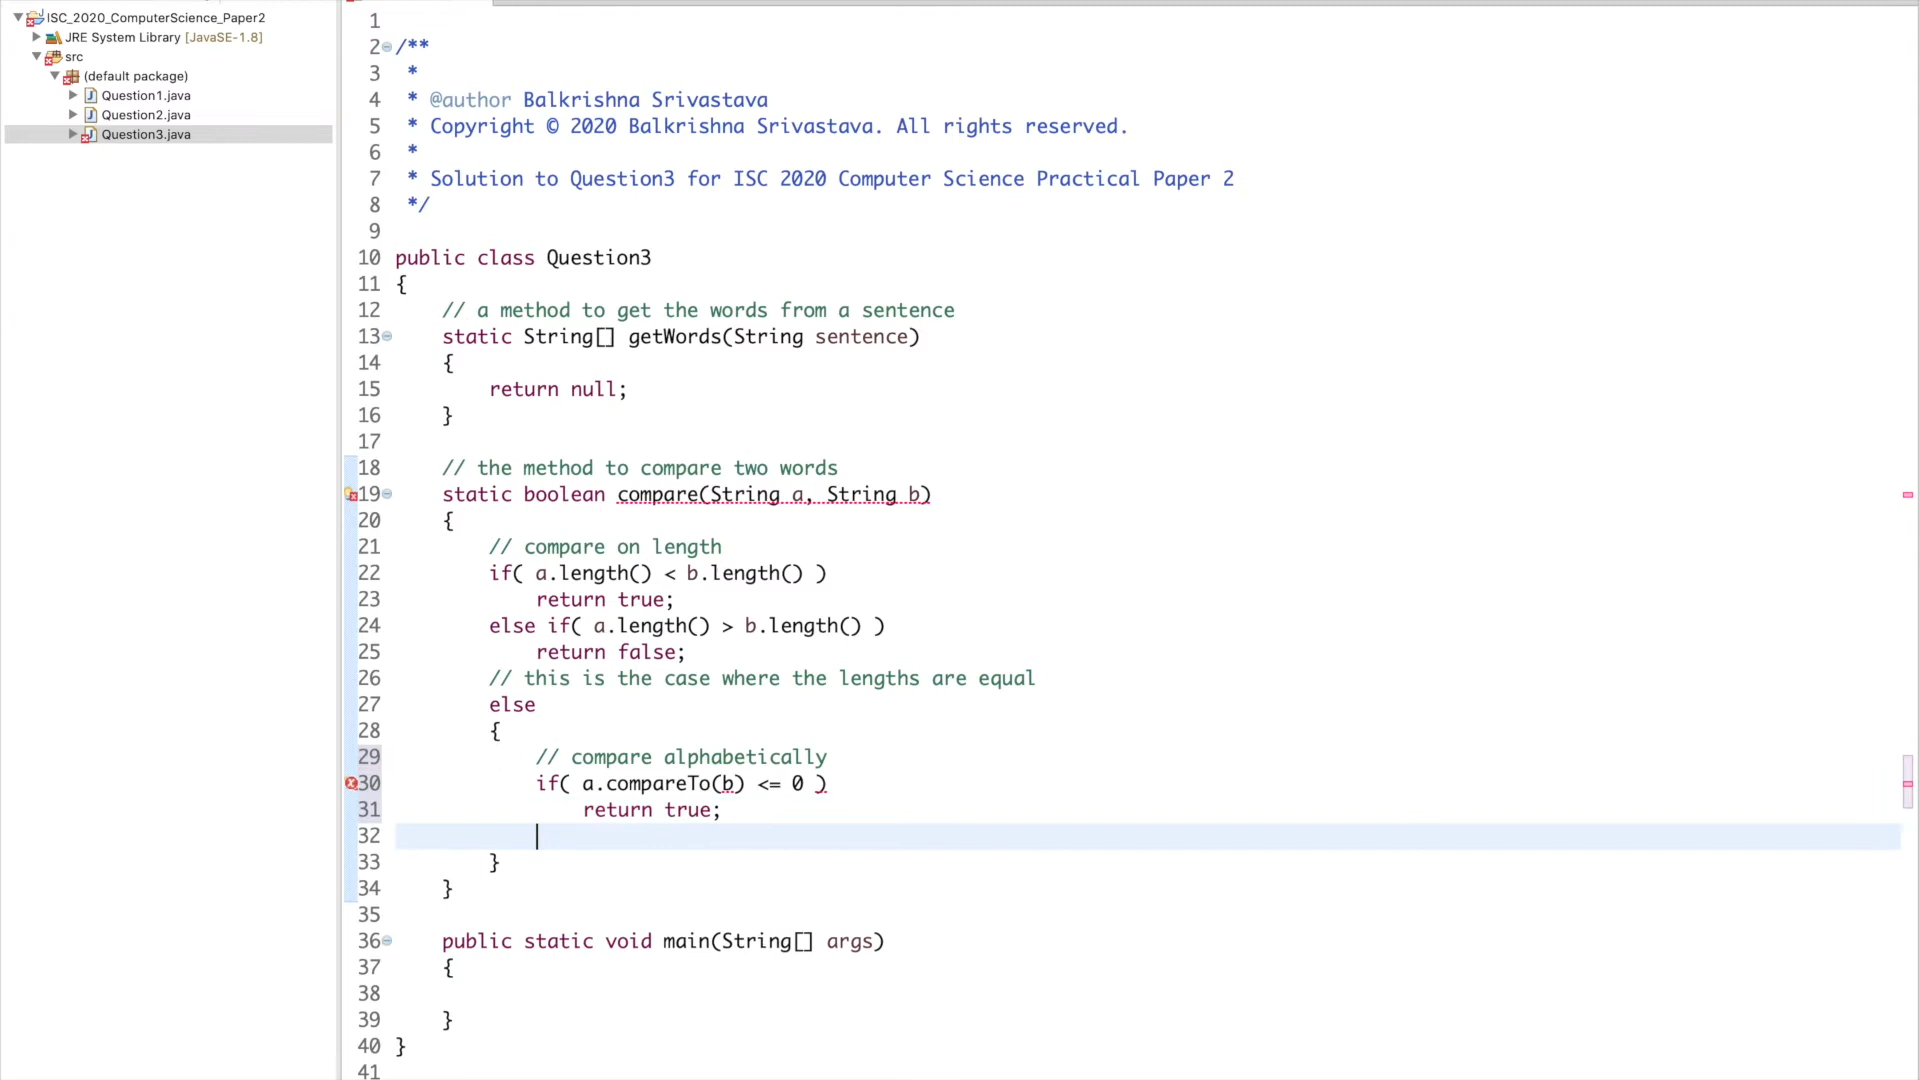 ISC_2020_ComputerScience_Paper2
JRE System Library [JavaSE-1.8]
src
(default package)
Question1.java
Question2.java
Question3.java
1
2 /**
3 *
4 * @author Balkrishna Srivastava
5 * Copyright © 2020 Balkrishna Srivastava. All rights reserved.
6 *
7 * Solution to Question3 for ISC 2020 Computer Science Practical Paper 2
8 */
9
10 public class Question3
11 {
12 // a method to get the words from a sentence
13 static String[] getWords(String sentence)
14 {
15 return null;
16 }
17
18 // the method to compare two words
19 static boolean compare(String a, String b)
20 {
21 // compare on length
22 if( a.length() < b.length() )
23 return true;
24 else if( a.length() > b.length() )
25 return false;
26 // this is the case where the lengths are equal
27 else
28 {
29 // compare alphabetically
30 if( a.compareTo(b) <= 0 )
31 return true;
32
33 }
34 }
35
36 public static void main(String[] args)
37 {
38
39 }
40 }
41